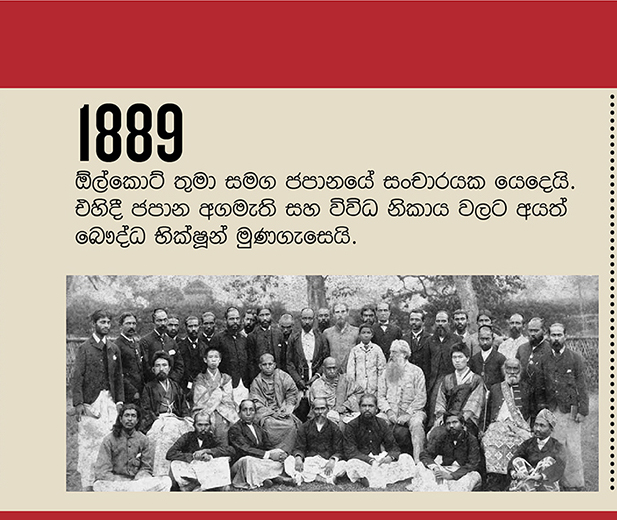 1889
ඕල්කොට් තුමා සමග ජපානයේ සංචාරයක යෙදෙයි.
එහිදී ජපාන අගමැති සහ විවිධ නිකාය වලට අයත්
බෞද්ධ භික්ෂූන් මුණගැසෙයි.